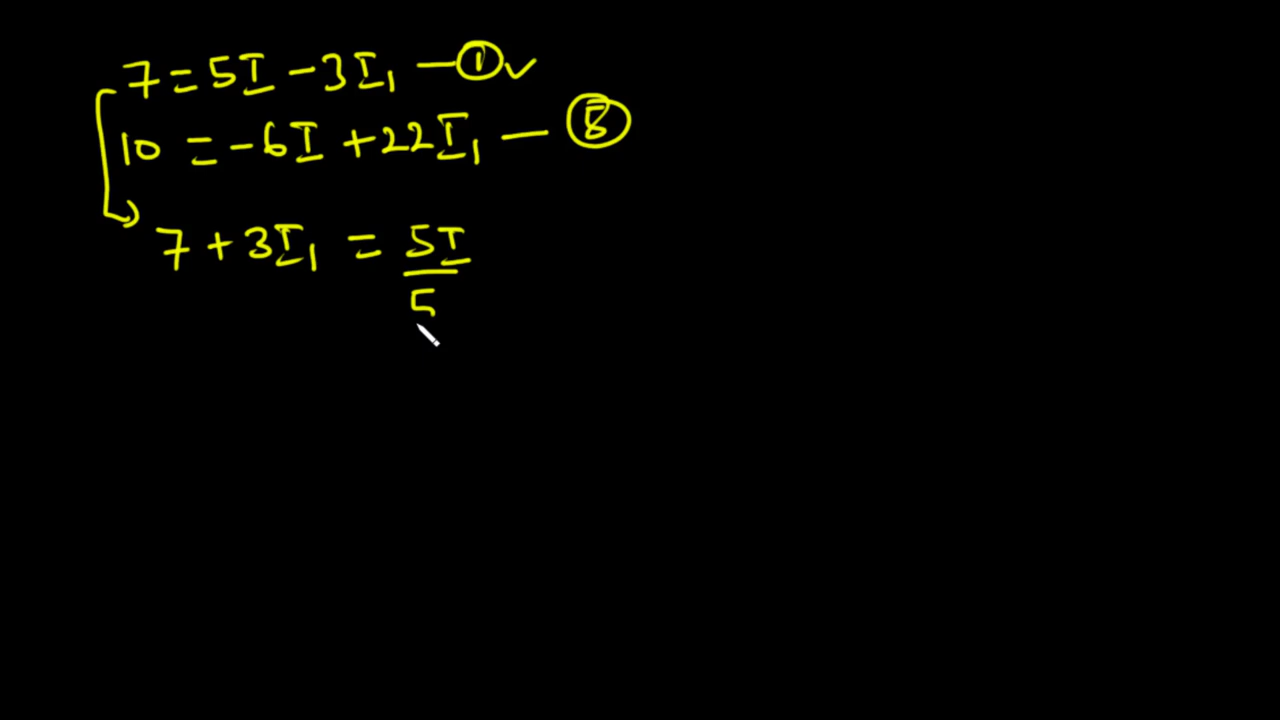 7 = 5I - 3I₁ — ① ✓
10 = -6I + 22I₁ — ⑧
7 + 3I₁ = 5I
5